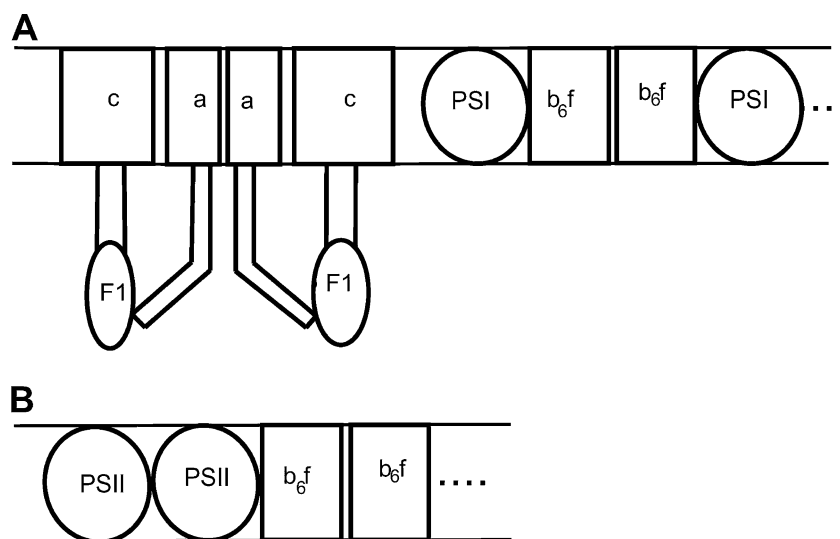 A
c a a c PSI b₆f b₆f PSI ..
F1 F1
B
PSII PSII b₆f b₆f ....